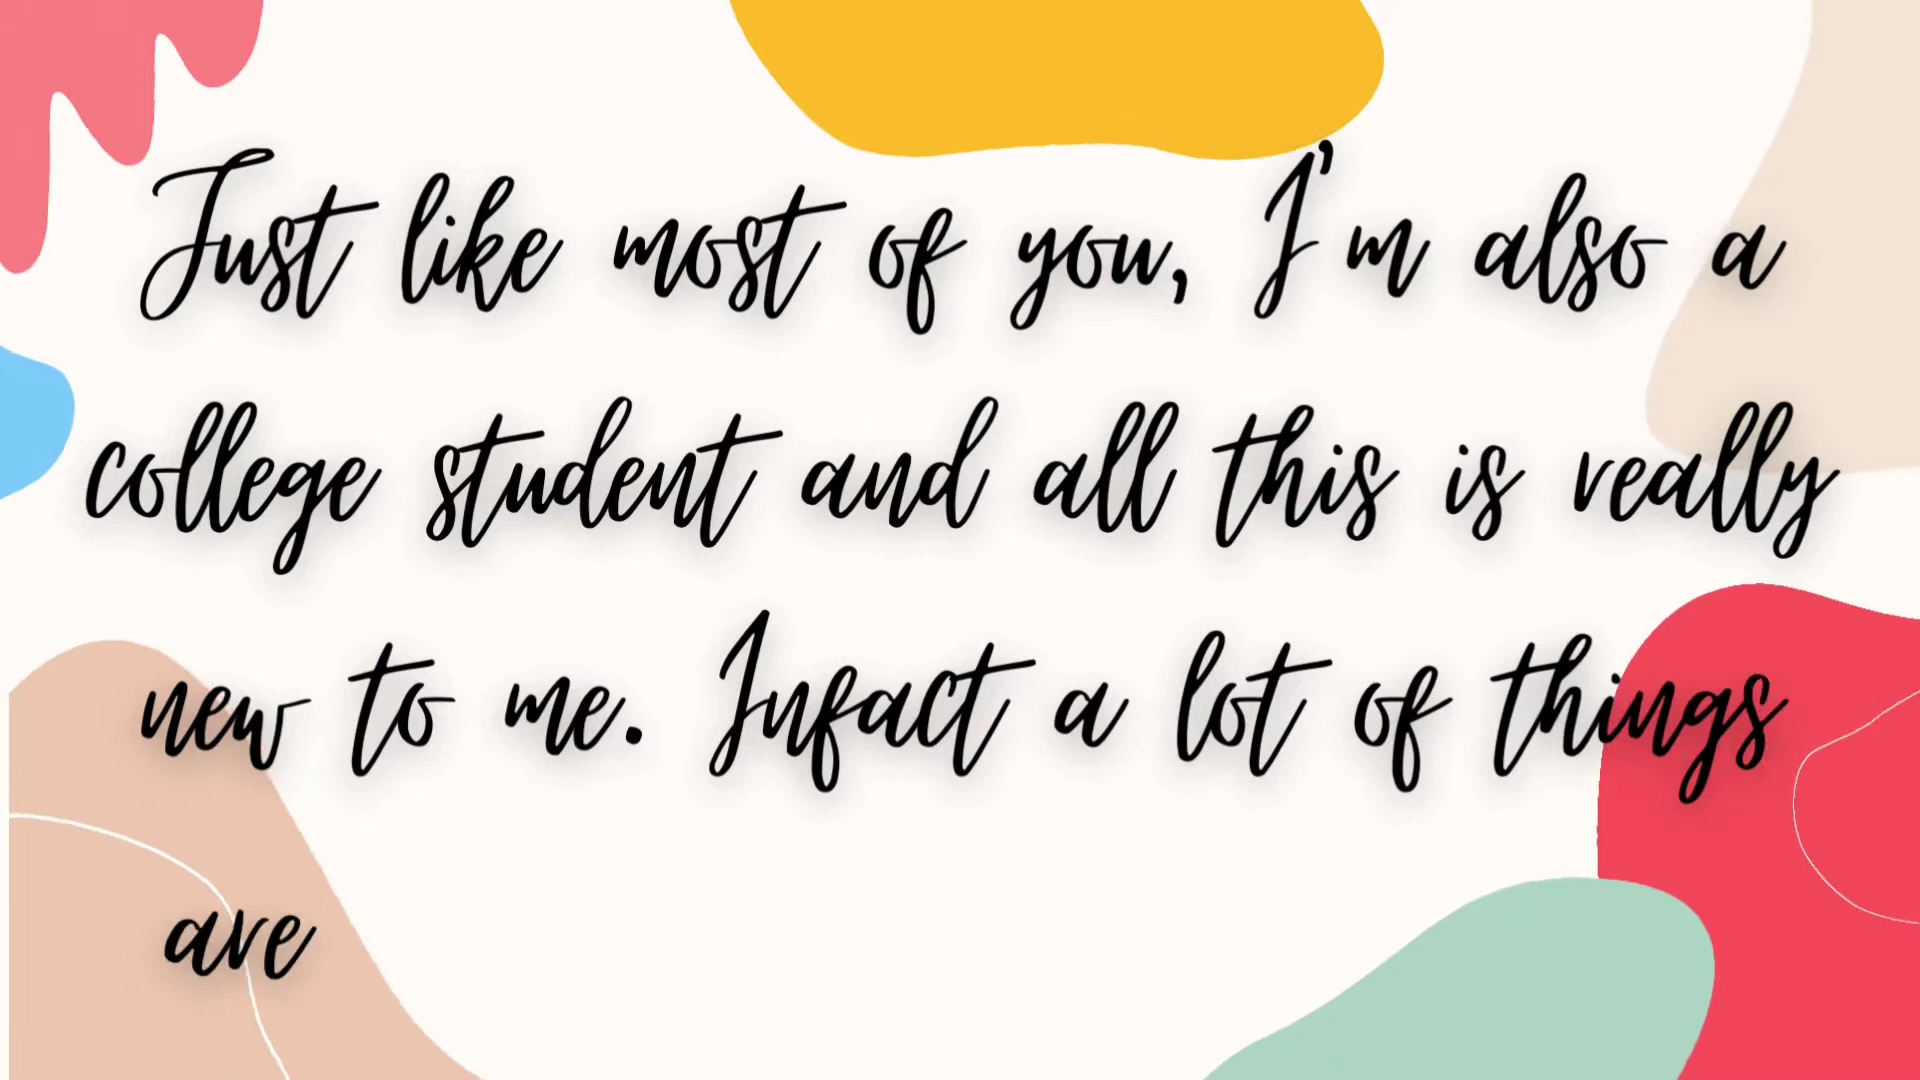 Just like most of you, I'm also a
college student and all this is really
new to me. Infact a lot of things
are